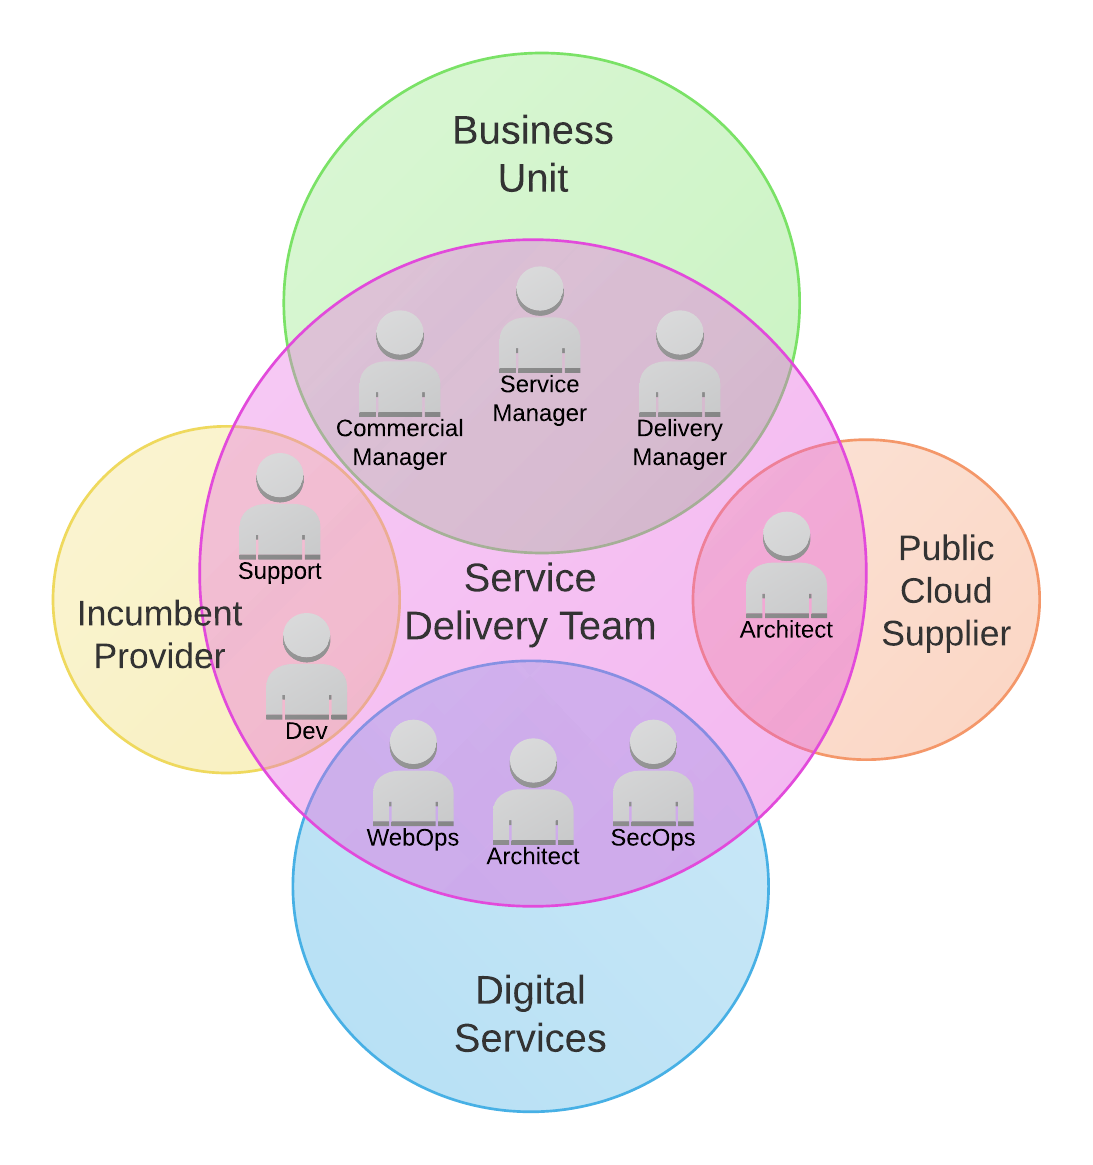 Business
Unit
Service
Manager
Commercial
Manager
Delivery
Manager
Support
Incumbent
Provider
Dev
Service
Delivery Team
Architect
Public
Cloud
Supplier
WebOps
Architect
SecOps
Digital
Services